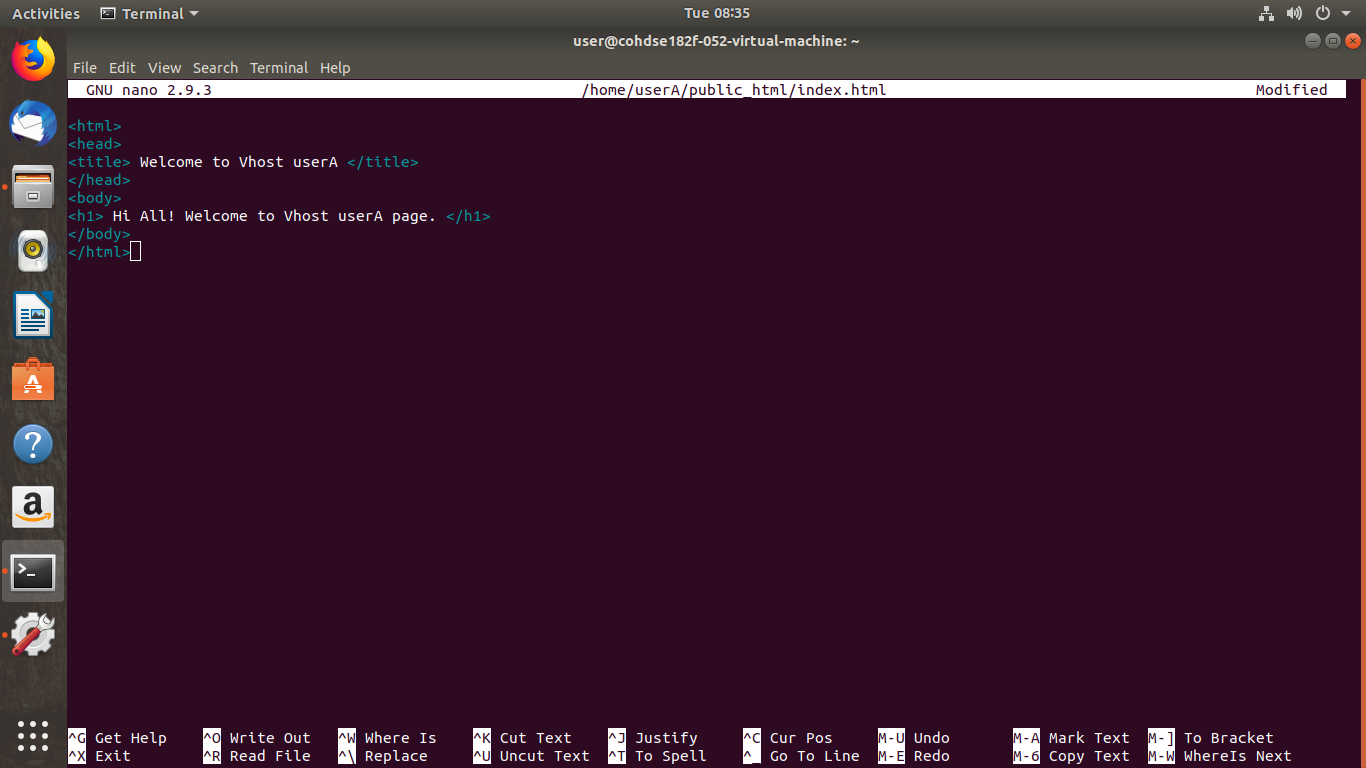 Activities Terminal Tue 08:35
user@cohdse182f-052-virtual-machine: ~
File Edit View Search Terminal Help
GNU nano 2.9.3 /home/userA/public_html/index.html Modified
<html>
<head>
<title> Welcome to Vhost userA </title>
</head>
<body>
<h1> Hi All! Welcome to Vhost userA page. </h1>
</body>
</html>
^G Get Help ^O Write Out ^W Where Is ^K Cut Text ^J Justify ^C Cur Pos M-U Undo M-A Mark Text M-] To Bracket
^X Exit ^R Read File ^\ Replace ^U Uncut Text ^T To Spell ^_ Go To Line M-E Redo M-6 Copy Text M-W WhereIs Next